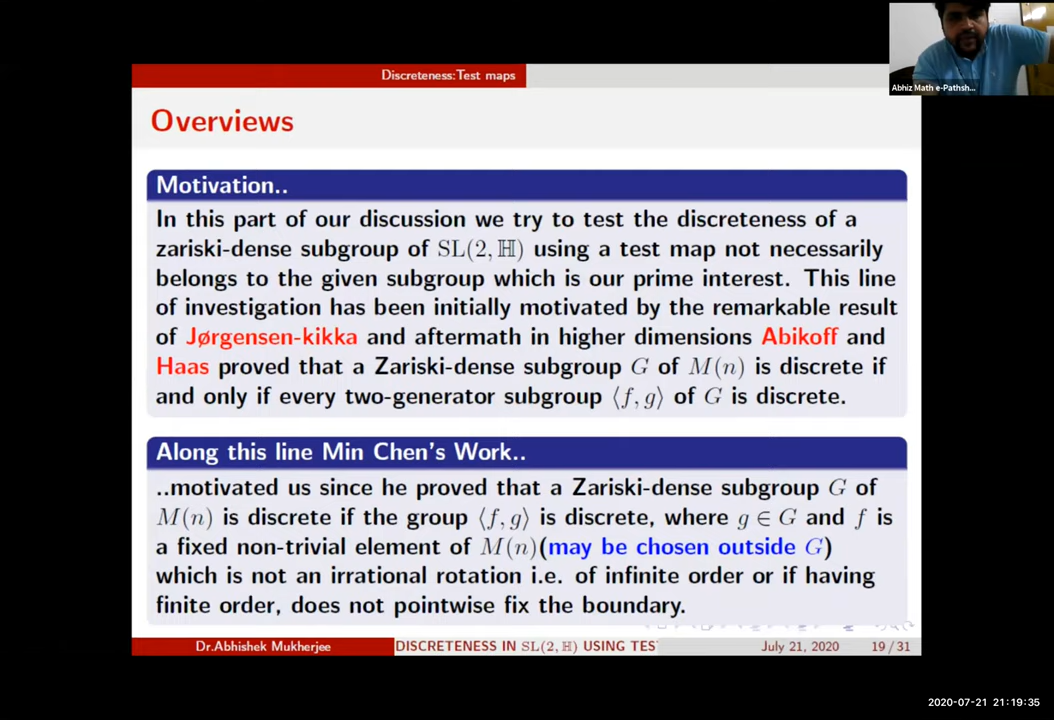 Abhiz Math e-Pathsh...
Discreteness:Test maps
Overviews
Motivation..
In this part of our discussion we try to test the discreteness of a
zariski-dense subgroup of SL(2, ℍ) using a test map not necessarily
belongs to the given subgroup which is our prime interest. This line
of investigation has been initially motivated by the remarkable result
of Jørgensen-kikka and aftermath in higher dimensions Abikoff and
Haas proved that a Zariski-dense subgroup G of M(n) is discrete if
and only if every two-generator subgroup ⟨f, g⟩ of G is discrete.
Along this line Min Chen's Work..
..motivated us since he proved that a Zariski-dense subgroup G of
M(n) is discrete if the group ⟨f, g⟩ is discrete, where g ∈ G and f is
a fixed non-trivial element of M(n)(may be chosen outside G)
which is not an irrational rotation i.e. of infinite order or if having
finite order, does not pointwise fix the boundary.
Dr.Abhishek Mukherjee DISCRETENESS IN SL(2, ℍ) USING TES July 21, 2020 19 / 31
2020-07-21 21:19:35